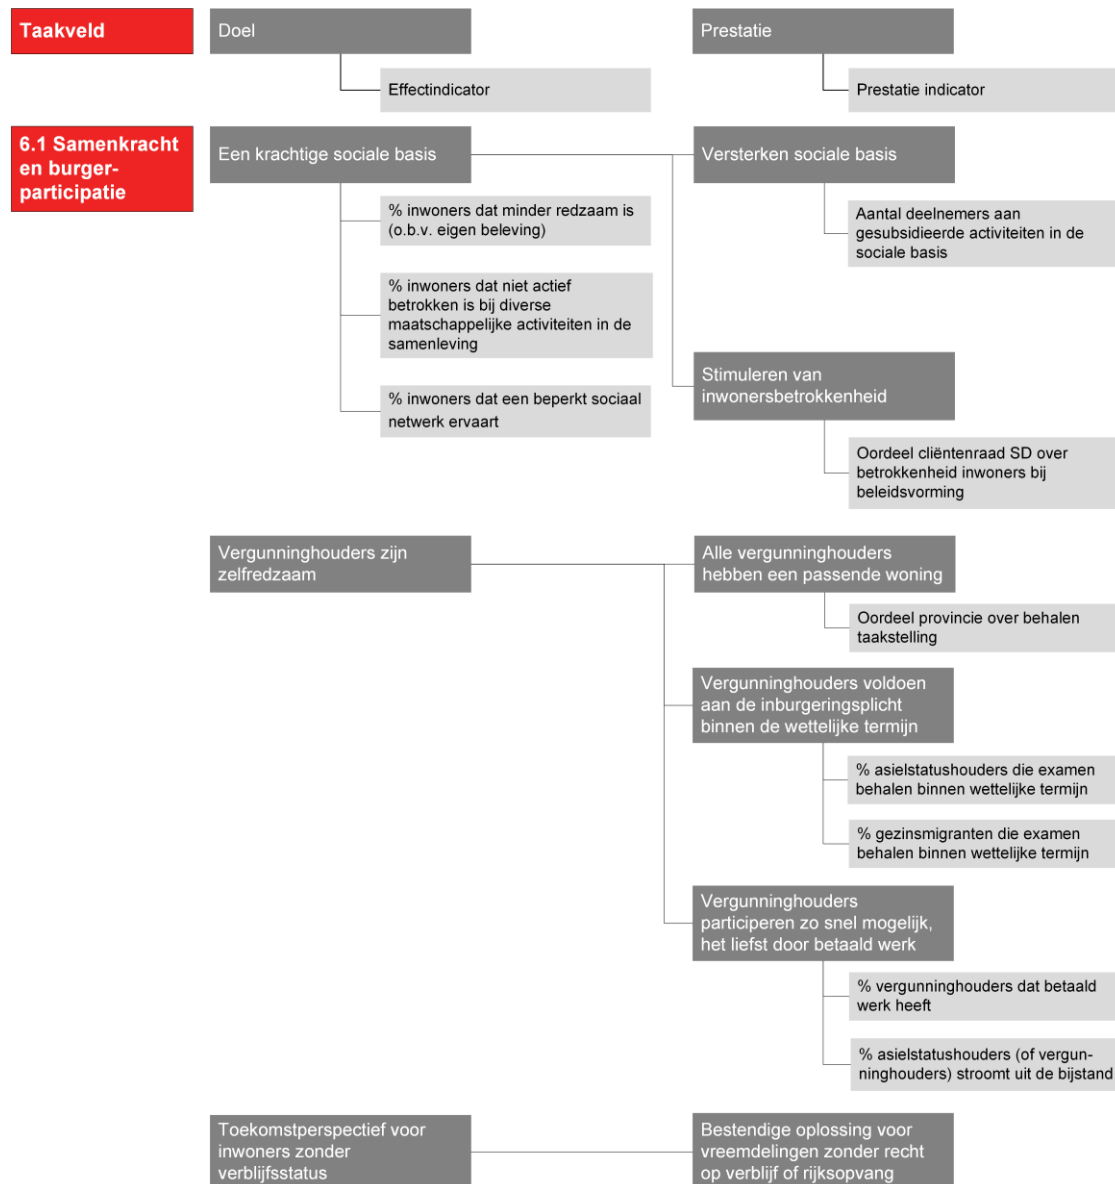 Taakveld
Doel
Prestatie
Effectindicator
Prestatie indicator
6.1 Samenkracht
en burger-
participatie
Een krachtige sociale basis
Versterken sociale basis
% inwoners dat minder redzaam is
(o.b.v. eigen beleving)
Aantal deelnemers aan
gesubsidieerde activiteiten in de
sociale basis
% inwoners dat niet actief
betrokken is bij diverse
maatschappelijke activiteiten in de
samenleving
Stimuleren van
inwonersbetrokkenheid
% inwoners dat een beperkt sociaal
netwerk ervaart
Oordeel cliëntenraad SD over
betrokkenheid inwoners bij
beleidsvorming
Vergunninghouders zijn
zelfredzaam
Alle vergunninghouders
hebben een passende woning
Oordeel provincie over behalen
taakstelling
Vergunninghouders voldoen
aan de inburgeringsplicht
binnen de wettelijke termijn
% asielstatushouders die examen
behalen binnen wettelijke termijn
% gezinsmigranten die examen
behalen binnen wettelijke termijn
Vergunninghouders
participeren zo snel mogelijk,
het liefst door betaald werk
% vergunninghouders dat betaald
werk heeft
% asielstatushouders (of vergun-
ninghouders) stroomt uit de bijstand
Toekomstperspectief voor
inwoners zonder
verblijfsstatus
Bestendige oplossing voor
vreemdelingen zonder recht
op verblijf of rijksopvang